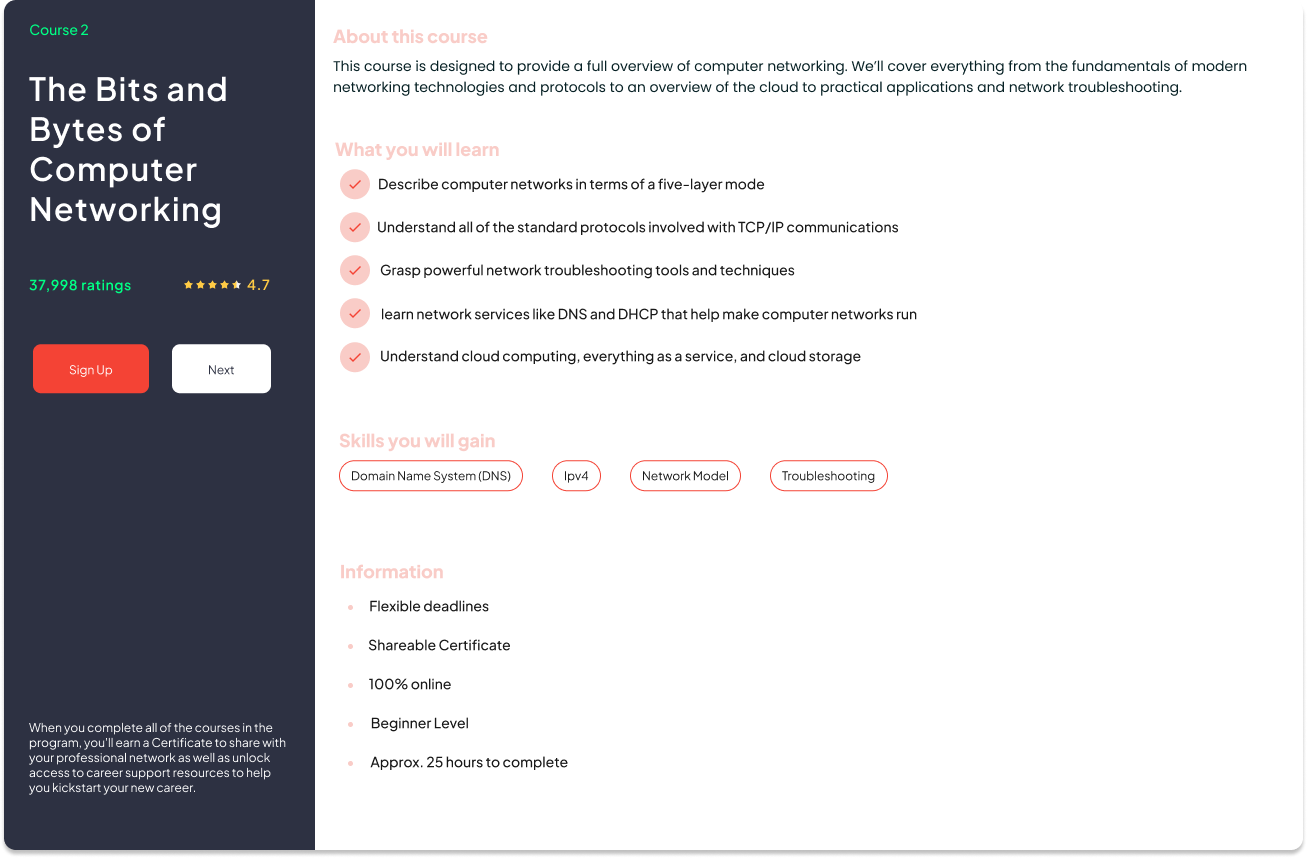 Course 2
The Bits and
Bytes of
Computer
Networking
37,998 ratings
4.7
Sign Up
Next
When you complete all of the courses in the
program, you'll earn a Certificate to share with
your professional network as well as unlock
access to career support resources to help
you kickstart your new career.
About this course
This course is designed to provide a full overview of computer networking. We'll cover everything from the fundamentals of modern
networking technologies and protocols to an overview of the cloud to practical applications and network troubleshooting.
What you will learn
Describe computer networks in terms of a five-layer mode
Understand all of the standard protocols involved with TCP/IP communications
Grasp powerful network troubleshooting tools and techniques
learn network services like DNS and DHCP that help make computer networks run
Understand cloud computing, everything as a service, and cloud storage
Skills you will gain
Domain Name System (DNS)
Ipv4
Network Model
Troubleshooting
Information
Flexible deadlines
Shareable Certificate
100% online
Beginner Level
Approx. 25 hours to complete